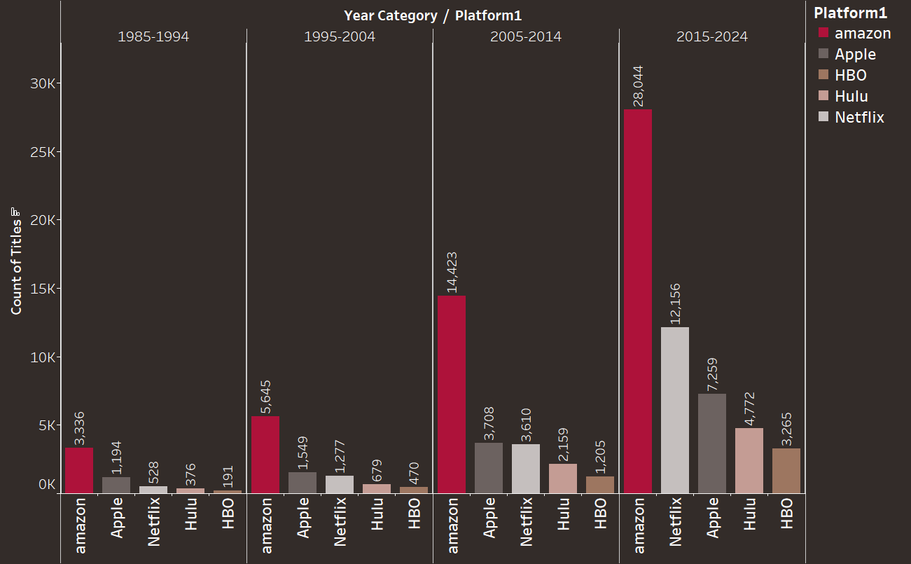 Year Category / Platform1
1985-1994
1995-2004
2005-2014
2015-2024
Count of Titles
30K
25K
20K
15K
10K
5K
0K
3,336
1,194
528
376
191
5,645
1,549
1,277
679
470
14,423
3,708
3,610
2,159
1,205
28,044
12,156
7,259
4,772
3,265
amazon
Apple
Netflix
Hulu
HBO
amazon
Apple
Netflix
Hulu
HBO
amazon
Apple
Netflix
Hulu
HBO
amazon
Netflix
Apple
Hulu
HBO
Platform1
amazon
Apple
HBO
Hulu
Netflix